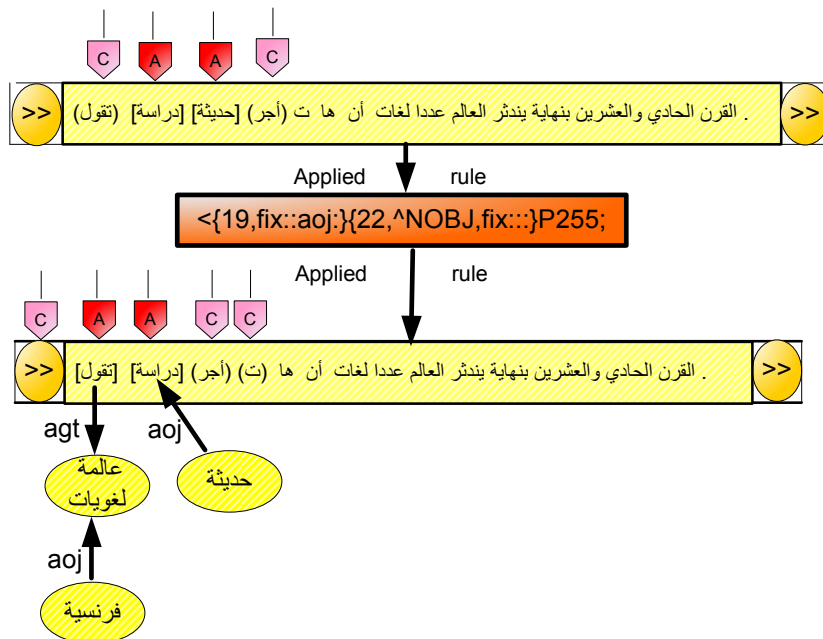 C A A C
>> (تقول) [دراسة] [حديثة] (أجر) ت ها أن لغات عددا العالم يندثر بنهاية والعشرين الحادي القرن . >>
Applied rule
<{19,fix::aoj:}{22,^NOBJ,fix:::}P255;
Applied rule
C A A C C
>> [تقول] [دراسة] (أجر) (ت) ها أن لغات عددا العالم يندثر بنهاية والعشرين الحادي القرن . >>
agt aoj
عالمة
لغويات
حديثة
aoj
فرنسية